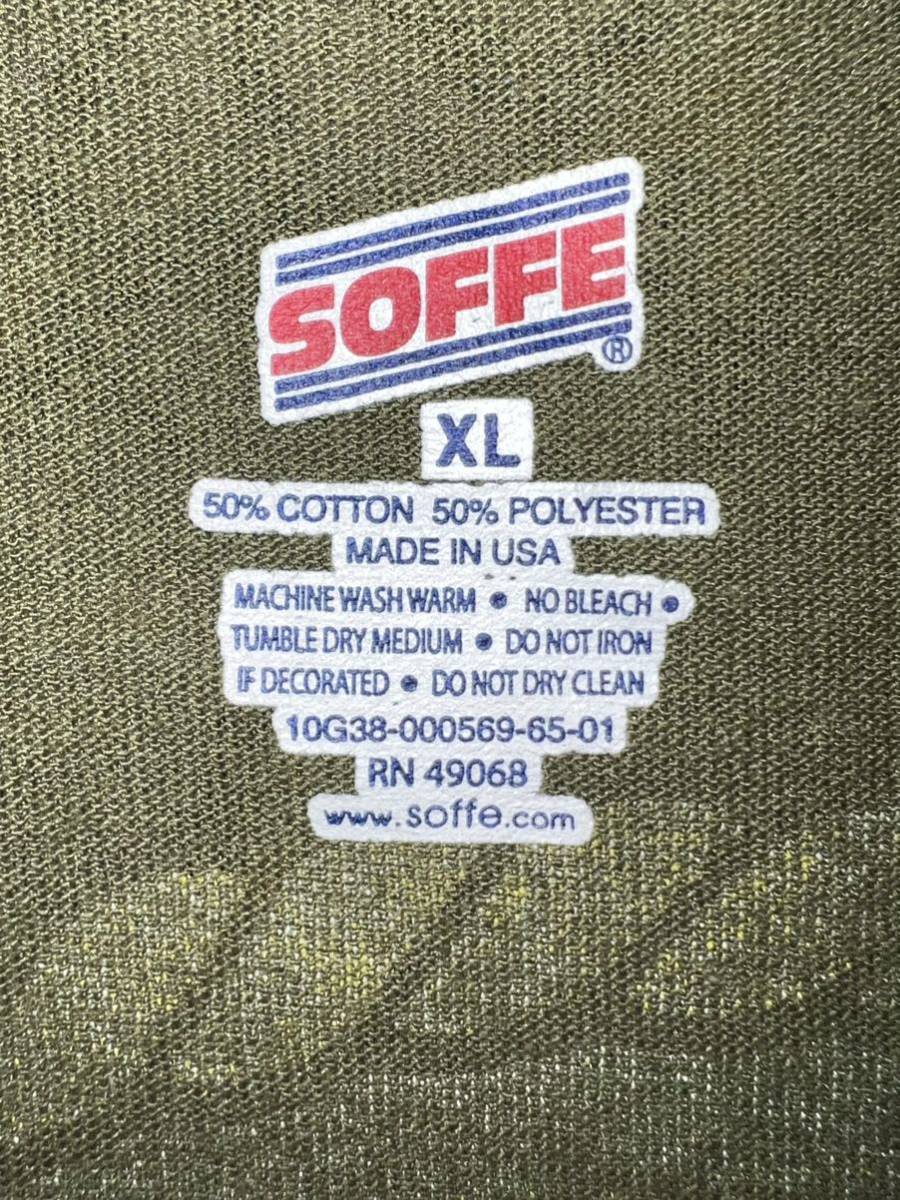 SOFFE
®
XL
50% COTTON 50% POLYESTER
MADE IN USA
MACHINE WASH WARM • NO BLEACH •
TUMBLE DRY MEDIUM • DO NOT IRON
IF DECORATED • DO NOT DRY CLEAN
10G38-000569-65-01
RN 49068
www.soffe.com